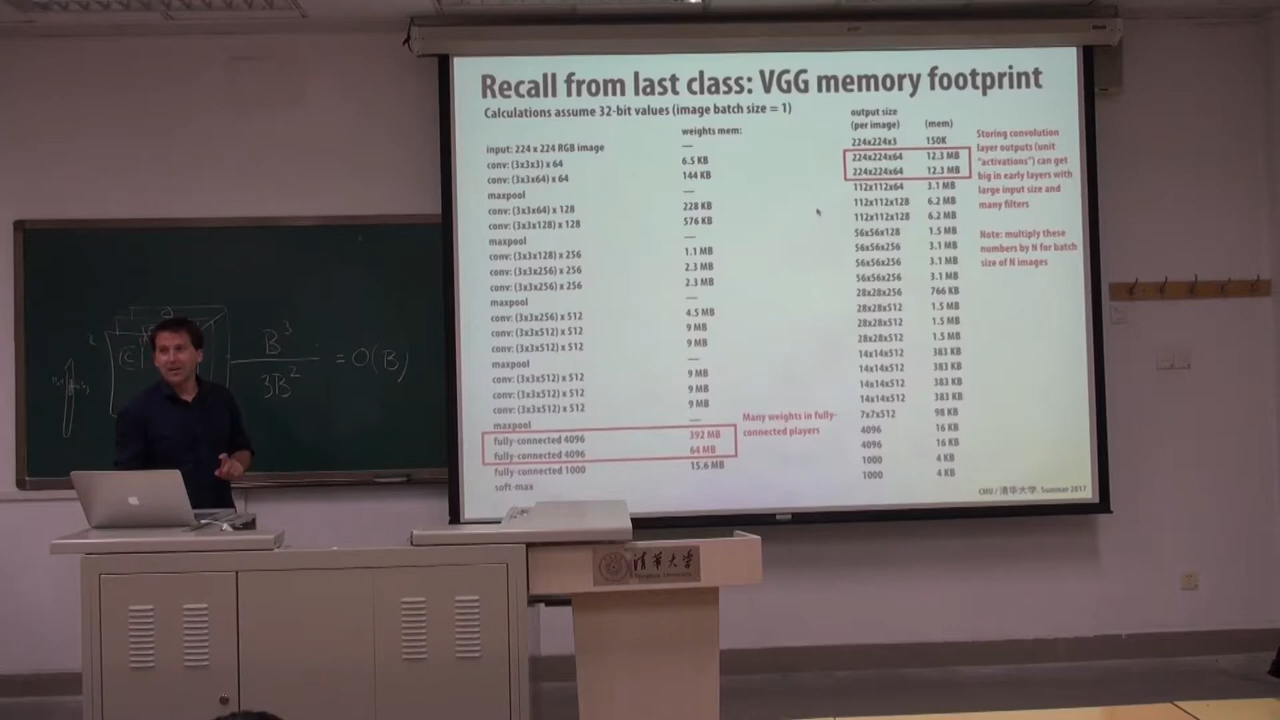 Recall from last class: VGG memory footprint
Calculations assume 32-bit values (image batch size = 1)
weights mem:
output size
(per image)
(mem)
input: 224 x 224 RGB image — 224x224x3 150K
conv: (3x3x3) x 64 6.5 KB 224x224x64 12.3 MB
conv: (3x3x64) x 64 144 KB 224x224x64 12.3 MB
maxpool — 112x112x64 3.1 MB
conv: (3x3x64) x 128 228 KB 112x112x128 6.2 MB
conv: (3x3x128) x 128 576 KB 112x112x128 6.2 MB
maxpool — 56x56x128 1.5 MB
conv: (3x3x128) x 256 1.1 MB 56x56x256 3.1 MB
conv: (3x3x256) x 256 2.3 MB 56x56x256 3.1 MB
conv: (3x3x256) x 256 2.3 MB 56x56x256 3.1 MB
maxpool — 28x28x256 766 KB
conv: (3x3x256) x 512 4.5 MB 28x28x512 1.5 MB
conv: (3x3x512) x 512 9 MB 28x28x512 1.5 MB
conv: (3x3x512) x 512 9 MB 28x28x512 1.5 MB
maxpool — 14x14x512 383 KB
conv: (3x3x512) x 512 9 MB 14x14x512 383 KB
conv: (3x3x512) x 512 9 MB 14x14x512 383 KB
conv: (3x3x512) x 512 9 MB 14x14x512 383 KB
maxpool — 7x7x512 98 KB
fully-connected 4096 392 MB 4096 16 KB
fully-connected 4096 64 MB 4096 16 KB
fully-connected 1000 15.6 MB 1000 4 KB
soft-max 1000 4 KB
Storing convolution
layer outputs (unit
"activations") can get
big in early layers with
large input size and
many filters
Note: multiply these
numbers by N for batch
size of N images
Many weights in fully-
connected players
CMU / 清华大学, Summer 2017
B³
3B²
= O(B)
清华大学
Tsinghua University